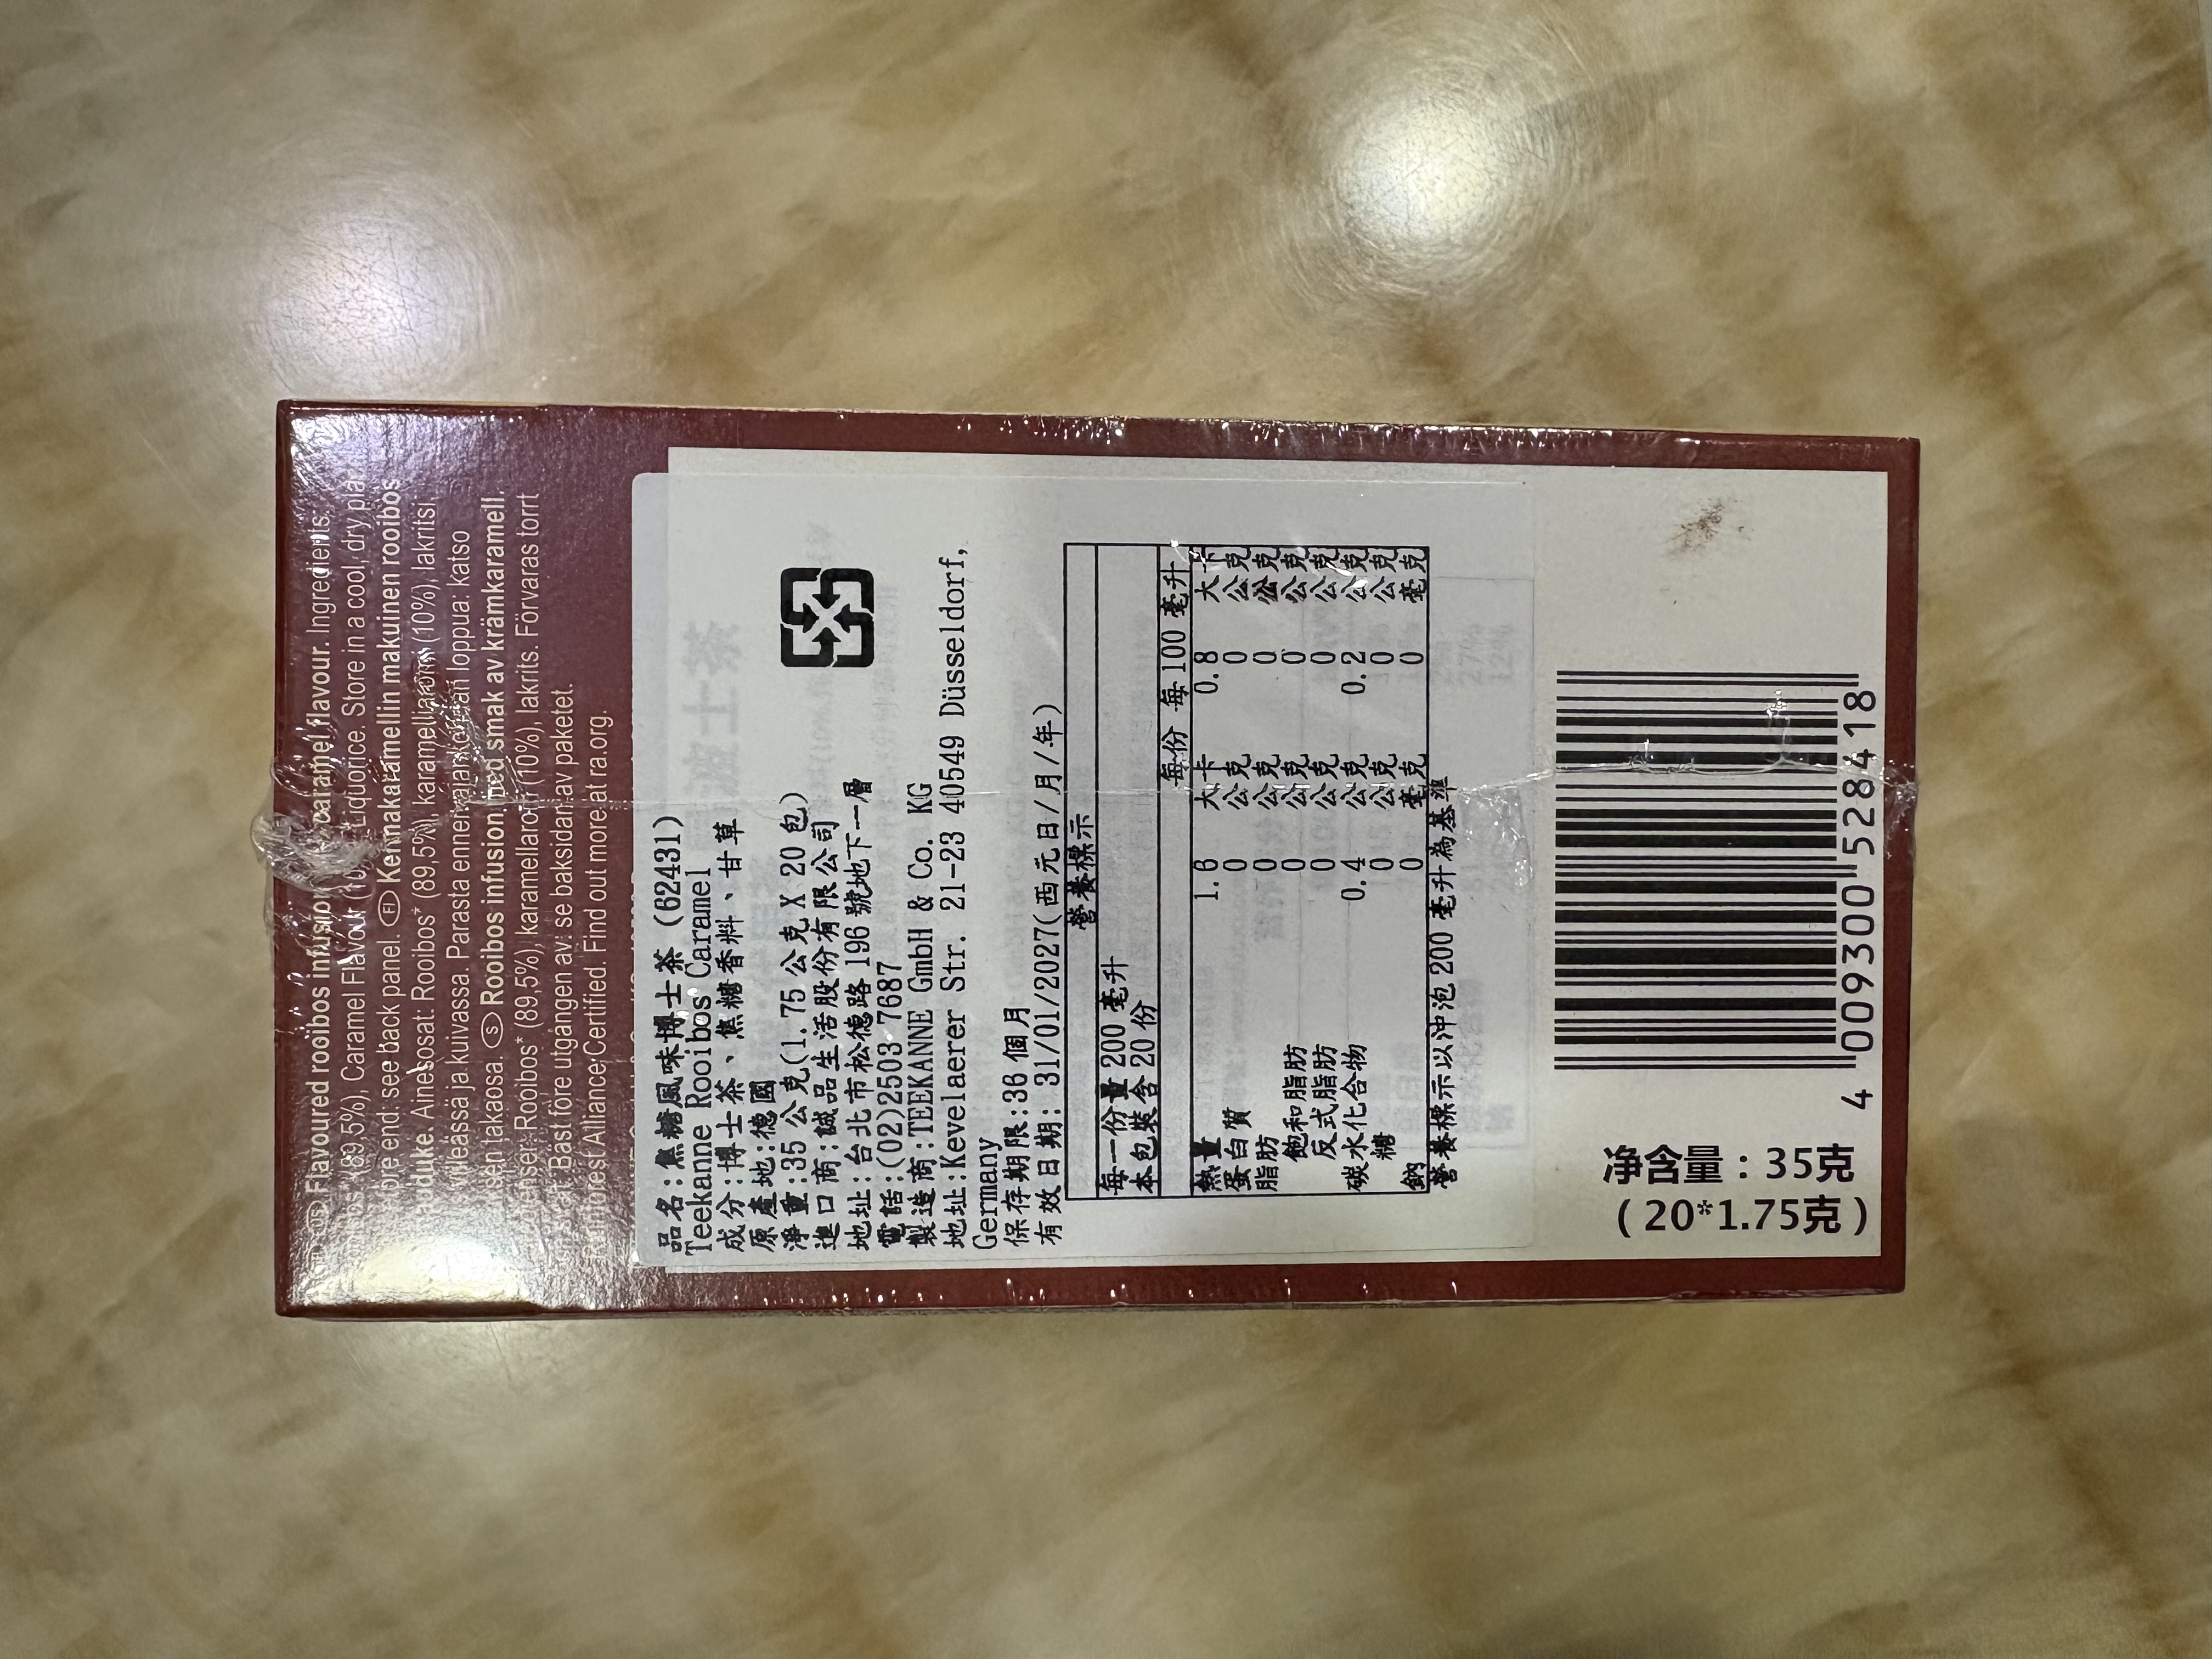 Flavoured rooibos infusion, caramel flavour. Ingredients:
(89,5%), Caramel Flavour Liquorice. Store in a cool, dry
end: see back panel. FI Kermakaramellin makuinen rooibos
Ainesosat: Rooibos* (89,5%), karamelliaromi (10%), lakritsi
viileässä ja kuivassa. Parasta ennen loppua: katso
takaosa. S Rooibos infusion med smak av krämkaramell.
Rooibos* (89,5%), karamellarom (10%), lakrits. Förvaras torrt
Bäst före utgången av: se baksidan av paketet.
Rainforest Alliance Certified. Find out more at ra.org.
品名:焦糖風味博士茶 (62431)
Teekanne Rooibos Caramel
成分:博士茶、焦糖香料、甘草
原產地:德國
淨重:35 公克(1.75 公克 X 20 包)
進口商:誠品生活股份有限公司
地址:台北市松德路 196 號地下一層
電話:(02)2503 7687
製造商:TEEKANNE GmbH & Co. KG
地址:Kevelaerer Str. 21-23 40549 Düsseldorf,
Germany
保存期限:36 個月
有效日期: 31/01/2027(西元日/月/年)
營養標示
每一份量 200 毫升
本包裝含 20 份
每份 每 100 毫升
熱量 1.6 大卡 0.8 大卡
蛋白質 0 公克 0 公克
脂肪 0 公克 0 公克
飽和脂肪 0 公克 0 公克
反式脂肪 0 公克 0 公克
碳水化合物 0.4 公克 0.2 公克
糖 0 公克 0 公克
鈉 0 毫克 0 毫克
營養標示以沖泡 200 毫升為基準
4 009300 528418
净含量:35克
(20*1.75克)